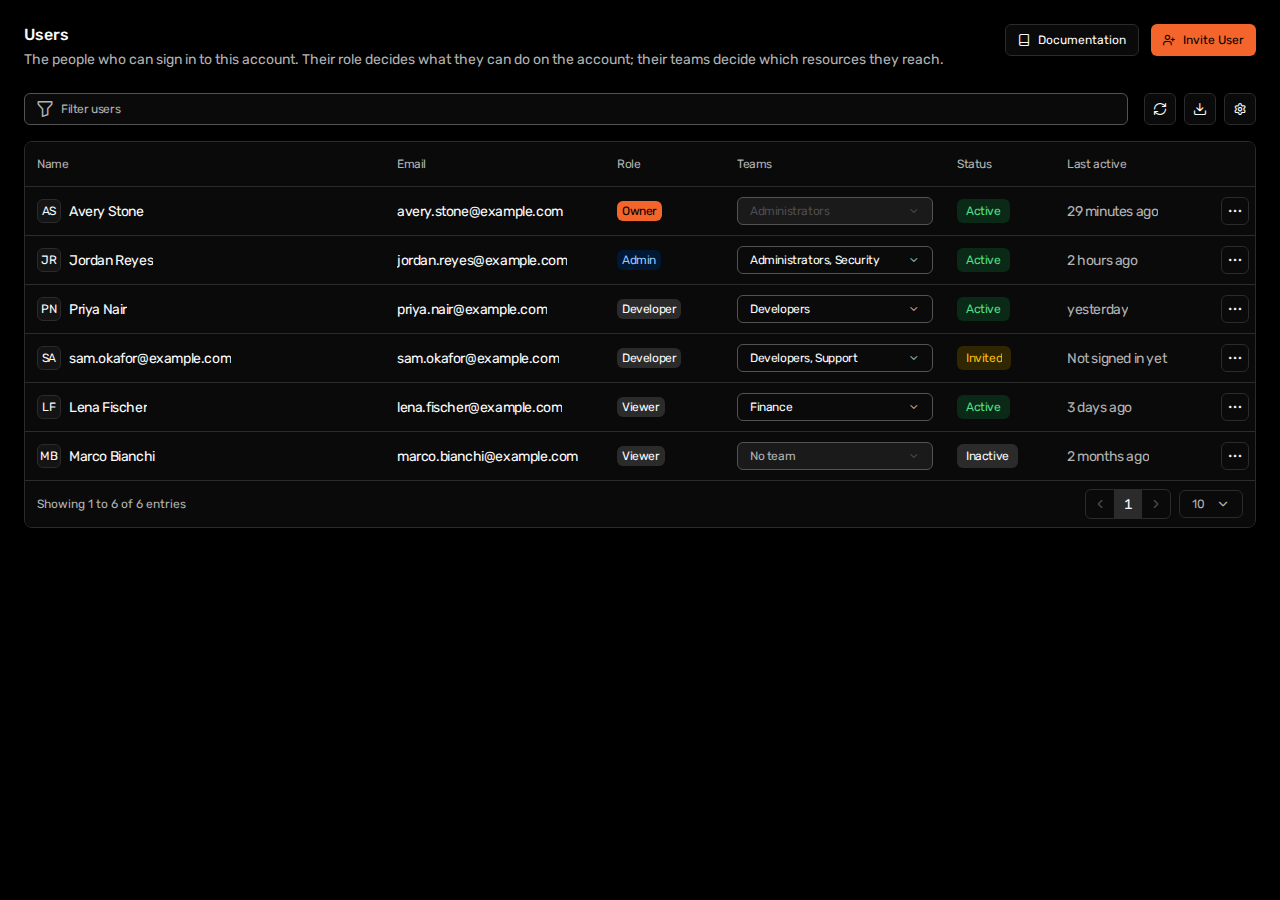 Users
The people who can sign in to this account. Their role decides what they can do on the account; their teams decide which resources they reach.
Documentation
Invite User
Filter users
Name Email Role Teams Status Last active
AS Avery Stone avery.stone@example.com Owner Administrators Active 29 minutes ago
JR Jordan Reyes jordan.reyes@example.com Admin Administrators, Security Active 2 hours ago
PN Priya Nair priya.nair@example.com Developer Developers Active yesterday
SA sam.okafor@example.com sam.okafor@example.com Developer Developers, Support Invited Not signed in yet
LF Lena Fischer lena.fischer@example.com Viewer Finance Active 3 days ago
MB Marco Bianchi marco.bianchi@example.com Viewer No team Inactive 2 months ago
Showing 1 to 6 of 6 entries 1 10